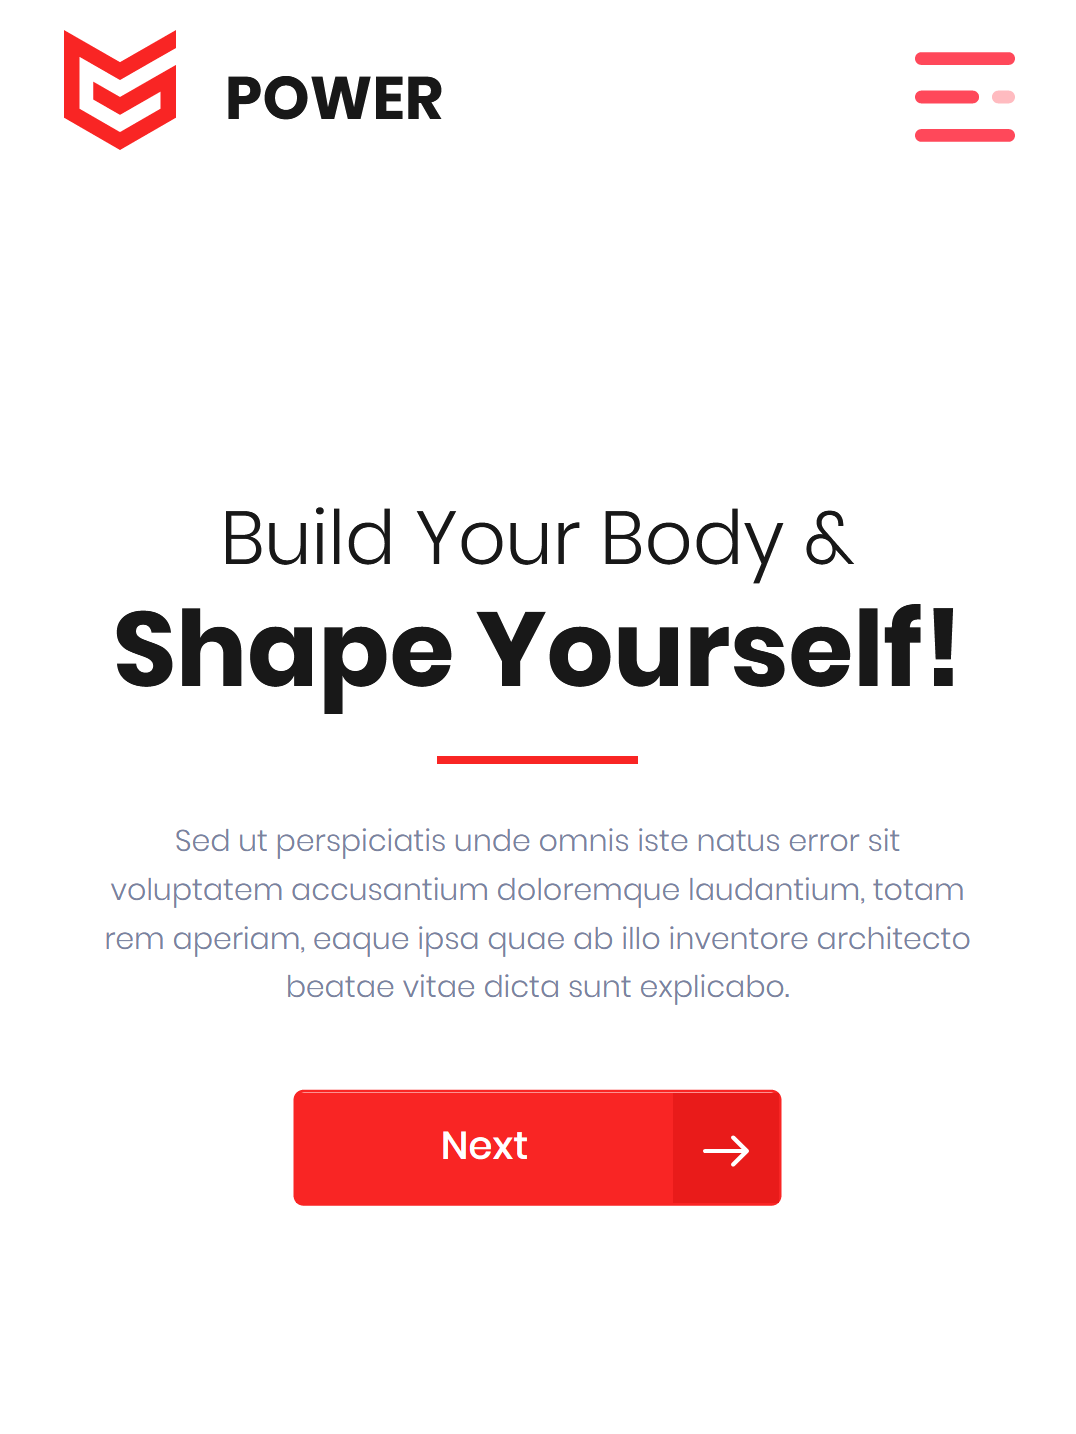 POWER
Build Your Body &
Shape Yourself!
Sed ut perspiciatis unde omnis iste natus error sit
voluptatem accusantium doloremque laudantium, totam
rem aperiam, eaque ipsa quae ab illo inventore architecto
beatae vitae dicta sunt explicabo.
Next